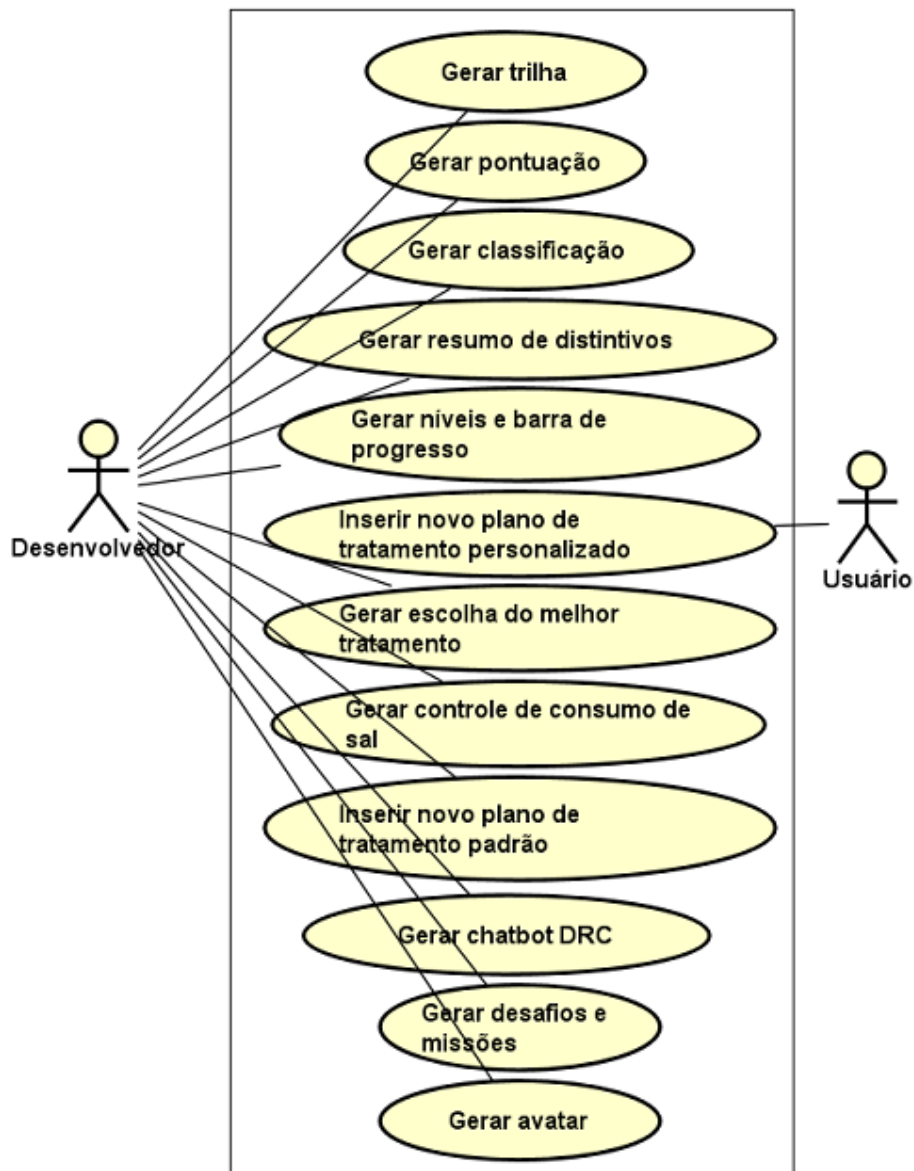 Gerar trilha
Gerar pontuação
Gerar classificação
Gerar resumo de distintivos
Gerar níveis e barra de
progresso
Inserir novo plano de
tratamento personalizado
Gerar escolha do melhor
tratamento
Gerar controle de consumo de
sal
Inserir novo plano de
tratamento padrão
Gerar chatbot DRC
Gerar desafios e
missões
Gerar avatar
Desenvolvedor
Usuário